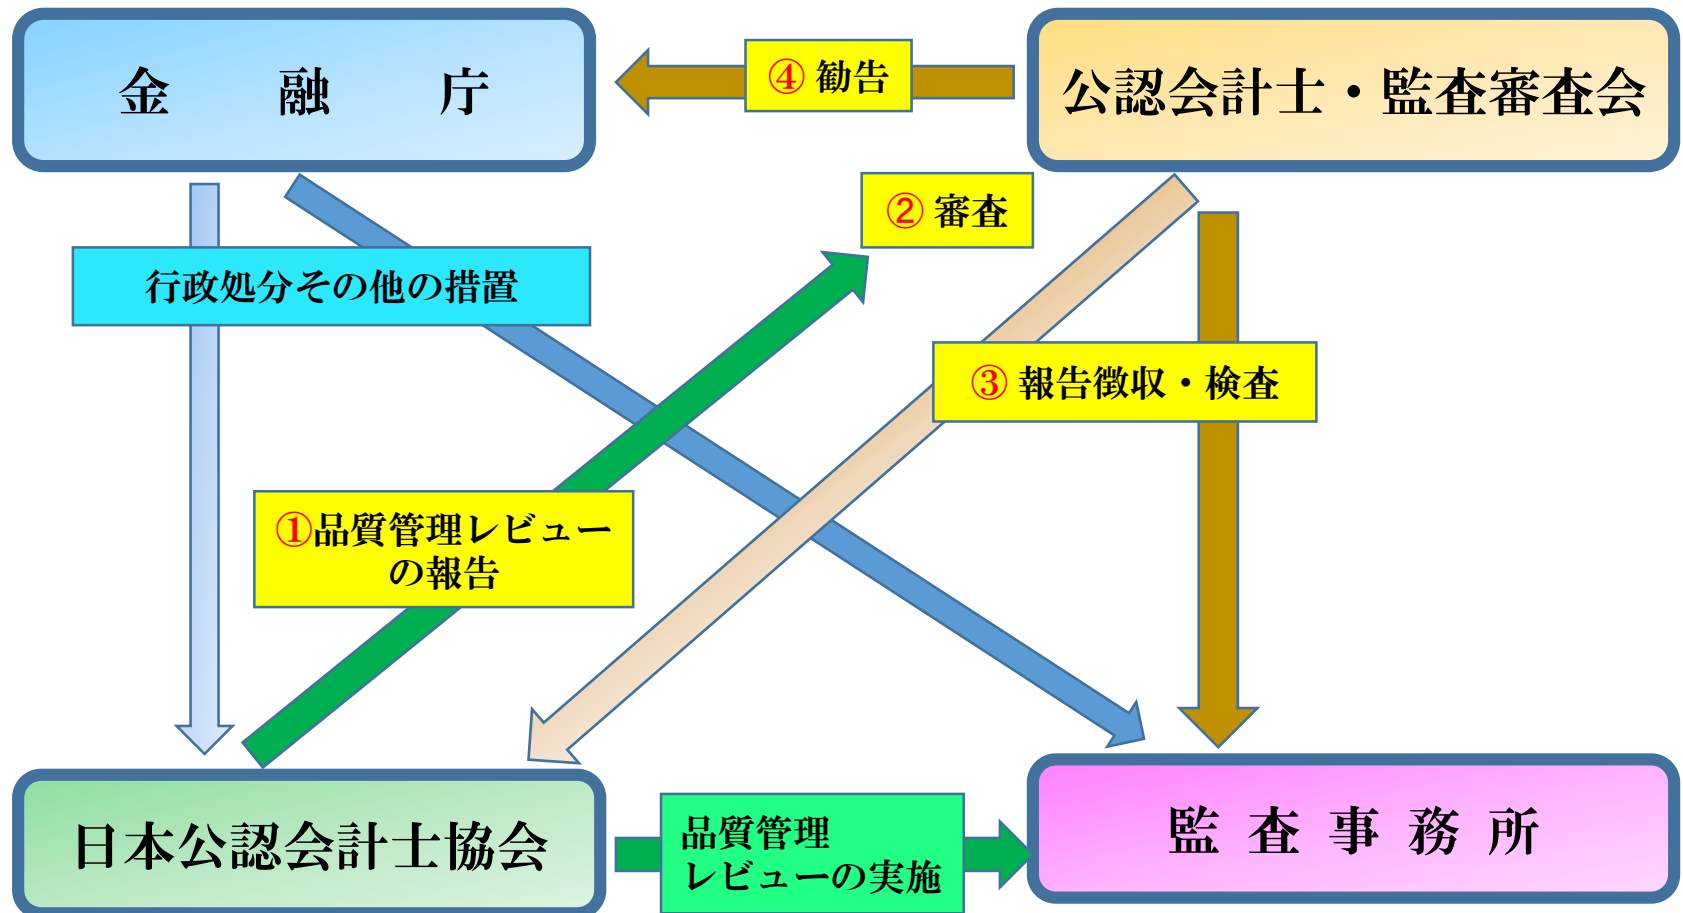 金融庁
④ 勧告
公認会計士・監査審査会
② 審査
行政処分その他の措置
③ 報告徴収・検査
①品質管理レビュー
の報告
日本公認会計士協会
品質管理
レビューの実施
監査事務所